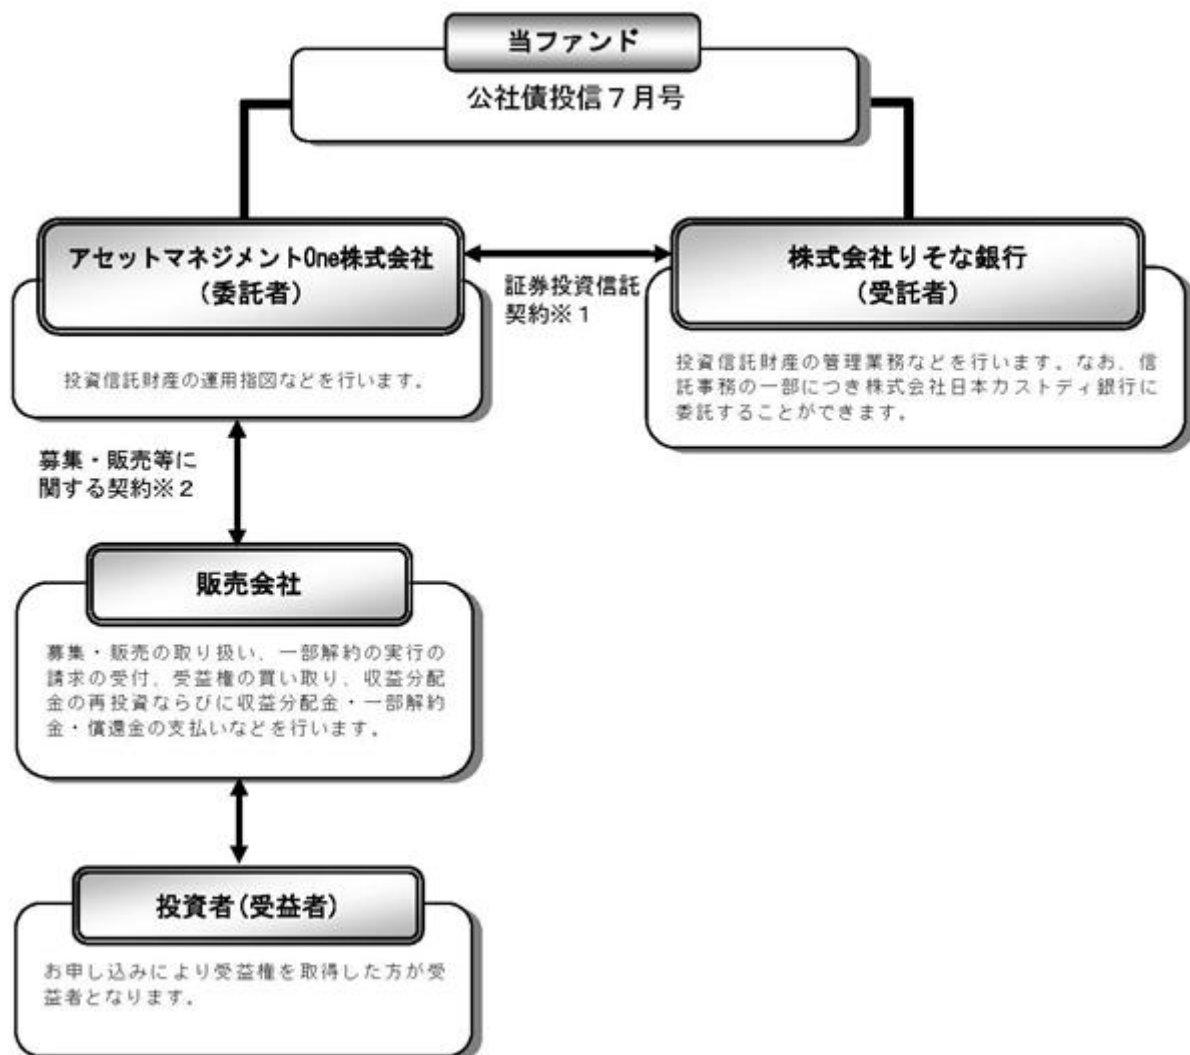 当ファンド
公社債投信7月号
アセットマネジメントOne株式会社
(委託者)
投資信託財産の運用指図などを行います。
証券投資信託
契約※1
株式会社りそな銀行
(受託者)
投資信託財産の管理業務などを行います。なお、信
託事務の一部につき株式会社日本カストディ銀行に
委託することができます。
募集・販売等に
関する契約※2
販売会社
募集・販売の取り扱い、一部解約の実行の
請求の受付、受益権の買い取り、収益分配
金の再投資ならびに収益分配金・一部解約
金・償還金の支払いなどを行います。
投資者(受益者)
お申し込みにより受益権を取得した方が受
益者となります。